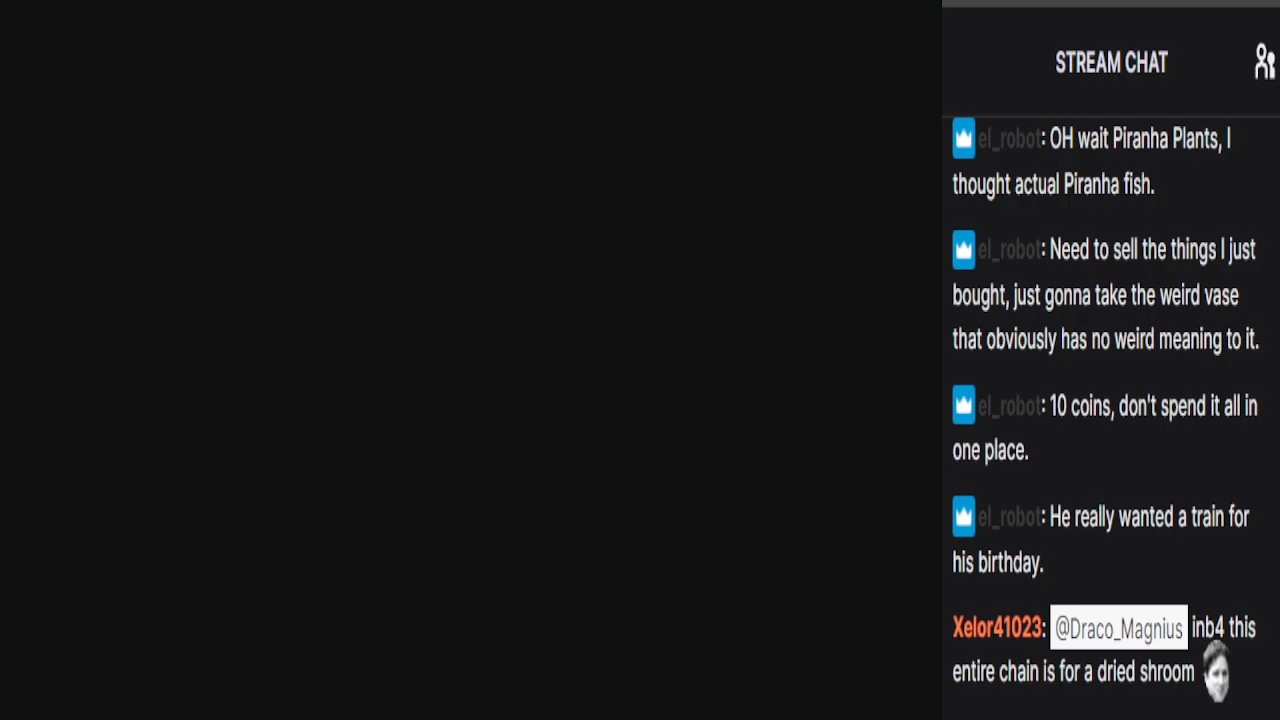 STREAM CHAT
el_robot: OH wait Piranha Plants, I
thought actual Piranha fish.
el_robot: Need to sell the things I just
bought, just gonna take the weird vase
that obviously has no weird meaning to it.
el_robot: 10 coins, don't spend it all in
one place.
el_robot: He really wanted a train for
his birthday.
Xelor41023: @Draco_Magnius inb4 this
entire chain is for a dried shroom